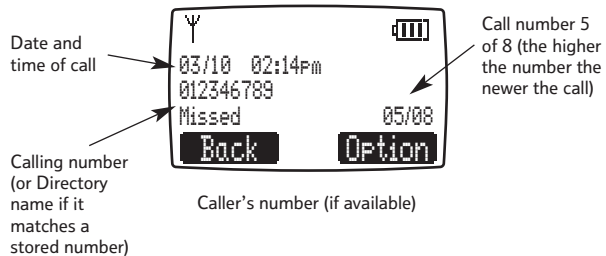 Date and
time of call
03/10 02:14pm
012346789
Missed 05/08
Back Option
Call number 5
of 8 (the higher
the number the
newer the call)
Calling number
(or Directory
name if it
matches a
stored number)
Caller's number (if available)